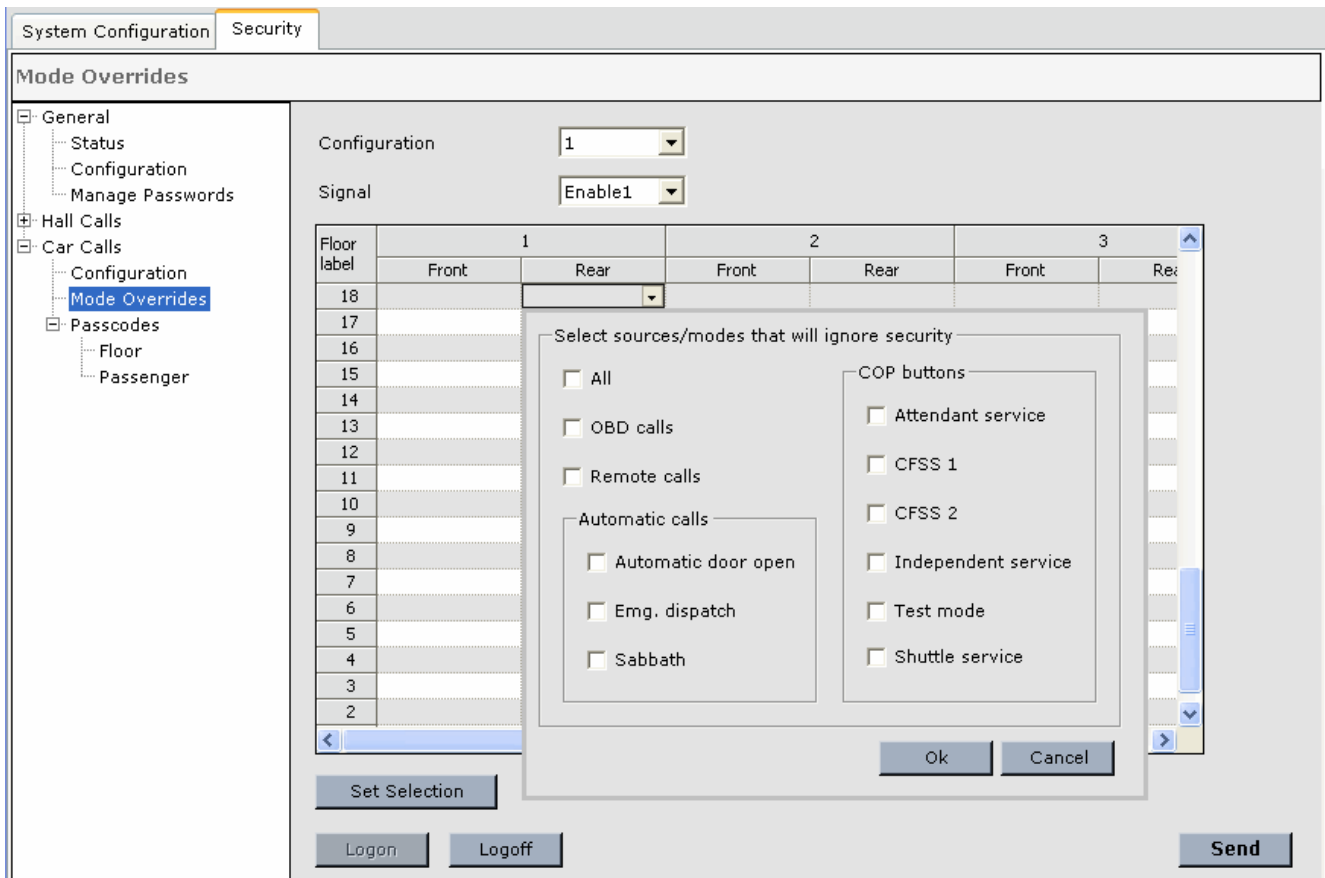 System Configuration
Security
Mode Overrides
General
Status
Configuration
Manage Passwords
Hall Calls
Car Calls
Configuration
Mode Overrides
Passcodes
Floor
Passenger
Configuration
1
Signal
Enable1
Floor label
1
2
3
Front
Rear
Front
Rear
Front
Rea
18
17
16
15
14
13
12
11
10
9
8
7
6
5
4
3
2
Select sources/modes that will ignore security
All
OBD calls
Remote calls
Automatic calls
Automatic door open
Emg. dispatch
Sabbath
COP buttons
Attendant service
CFSS 1
CFSS 2
Independent service
Test mode
Shuttle service
Ok
Cancel
Set Selection
Logon
Logoff
Send